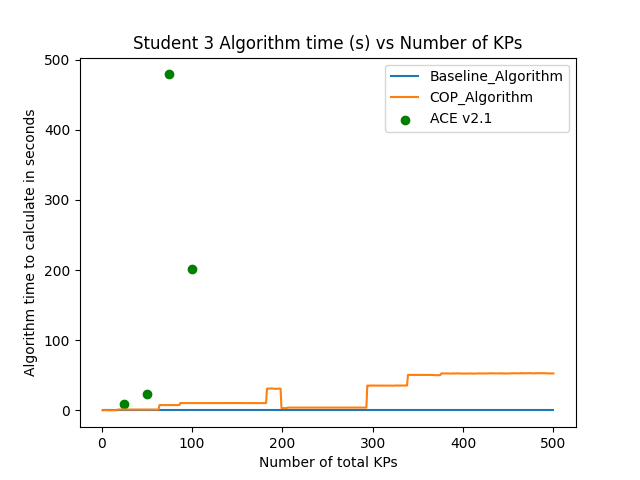 Student 3 Algorithm time (s) vs Number of KPs
Baseline_Algorithm
COP_Algorithm
ACE v2.1
Algorithm time to calculate in seconds
500
400
300
200
100
0
0 100 200 300 400 500
Number of total KPs